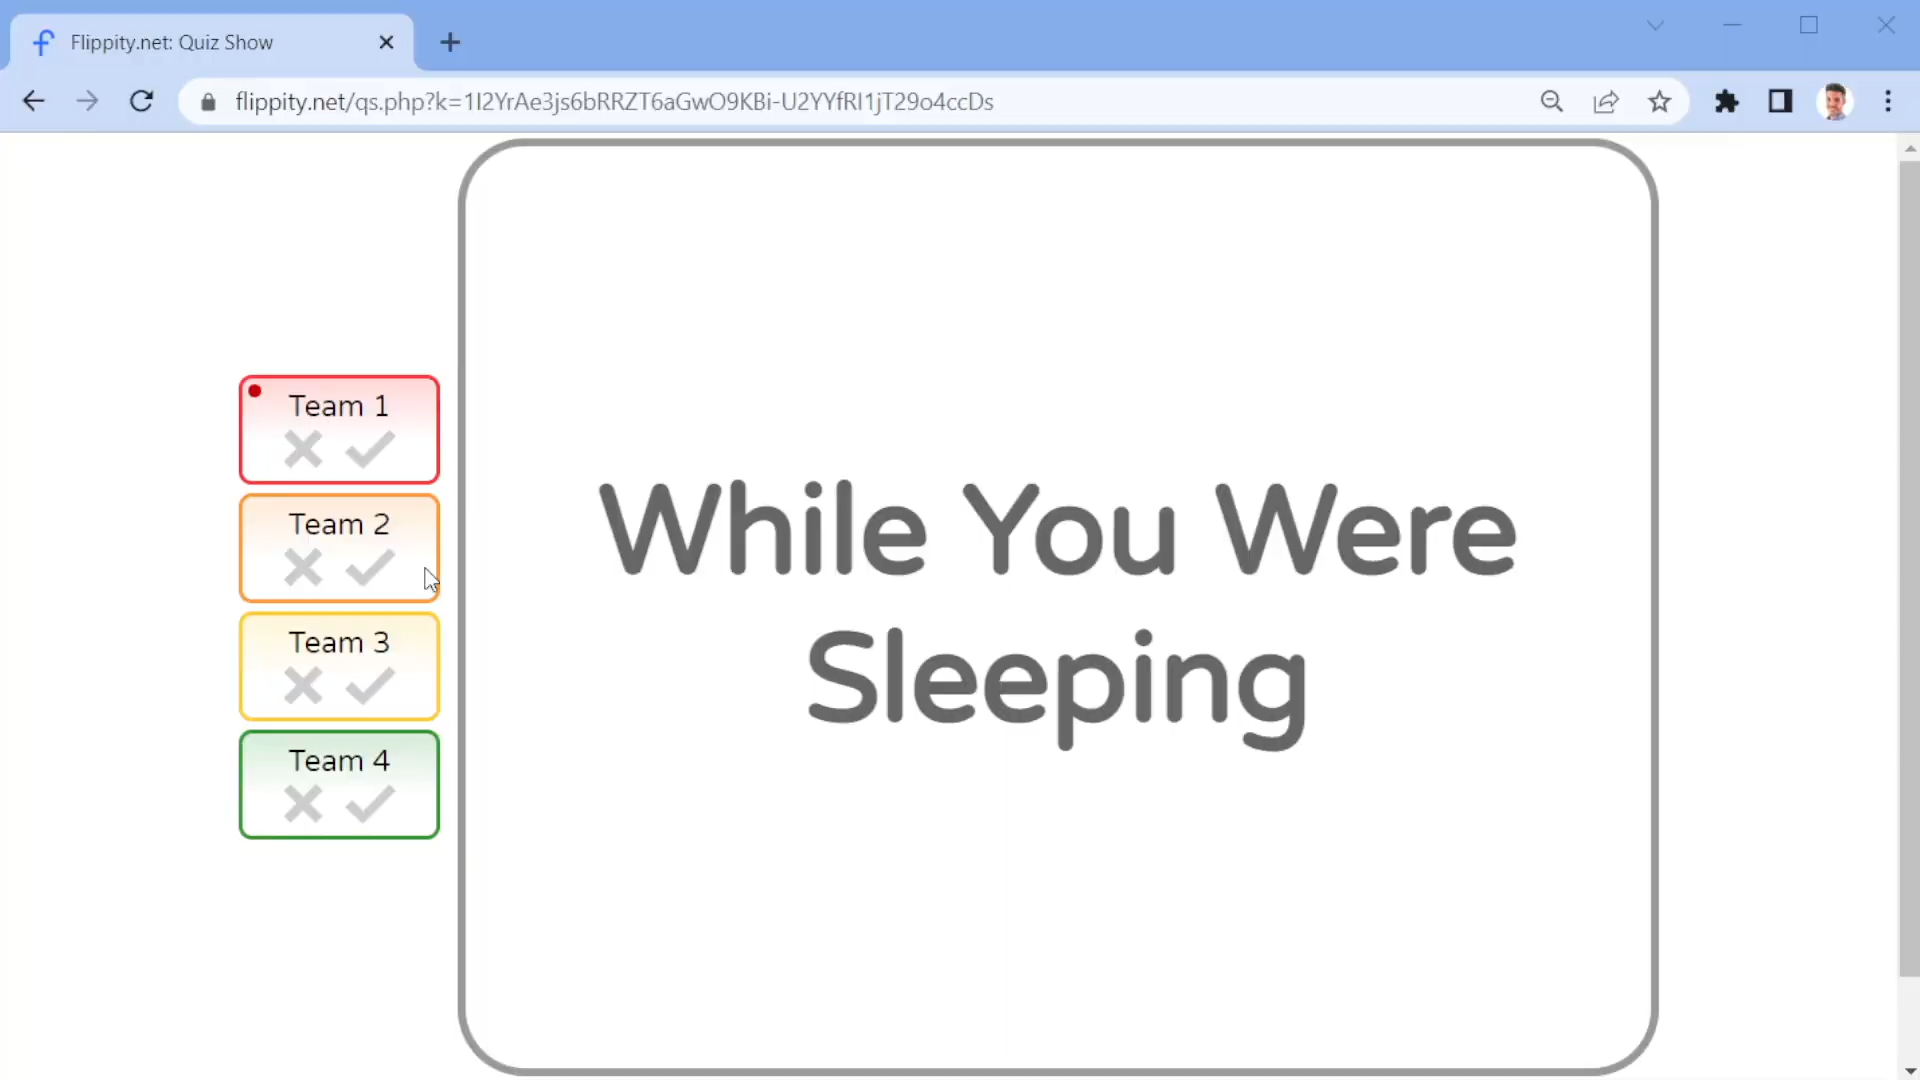 Flippity.net: Quiz Show
flippity.net/qs.php?k=1I2YrAe3js6bRRZT6aGwO9KBi-U2YYfRI1jT29o4ccDs
Team 1
Team 2
Team 3
Team 4
While You Were
Sleeping